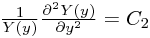 \frac{1}{Y(y)} \frac{\partial^2 Y(y)}{\partial y^2} = C_2